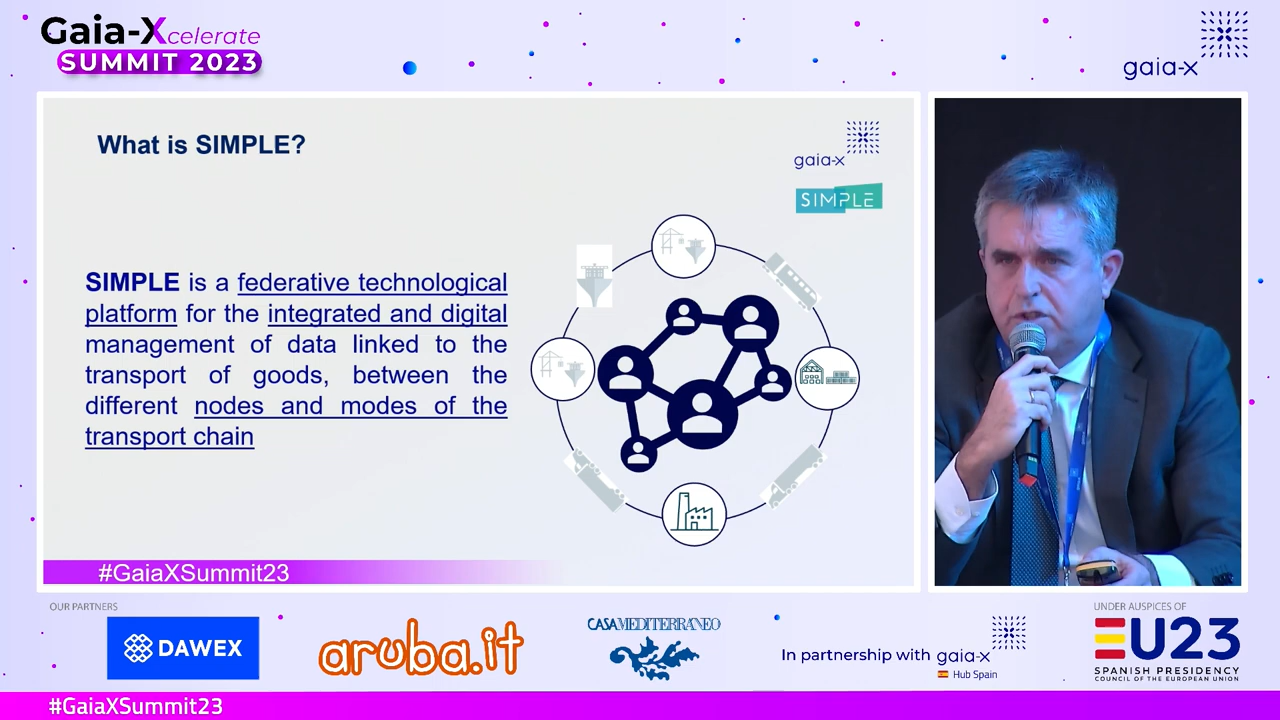 Gaia-Xcelerate
SUMMIT 2023
gaia-x
What is SIMPLE?
gaia-x
SIMPLE
SIMPLE is a federative technological
platform for the integrated and digital
management of data linked to the
transport of goods, between the
different nodes and modes of the
transport chain
#GaiaXSummit23
OUR PARTNERS
DAWEX
aruba.it
CASAMEDITERRANEO
In partnership with gaia-x
Hub Spain
UNDER AUSPICES OF
EU23
SPANISH PRESIDENCY
COUNCIL OF THE EUROPEAN UNION
#GaiaXSummit23